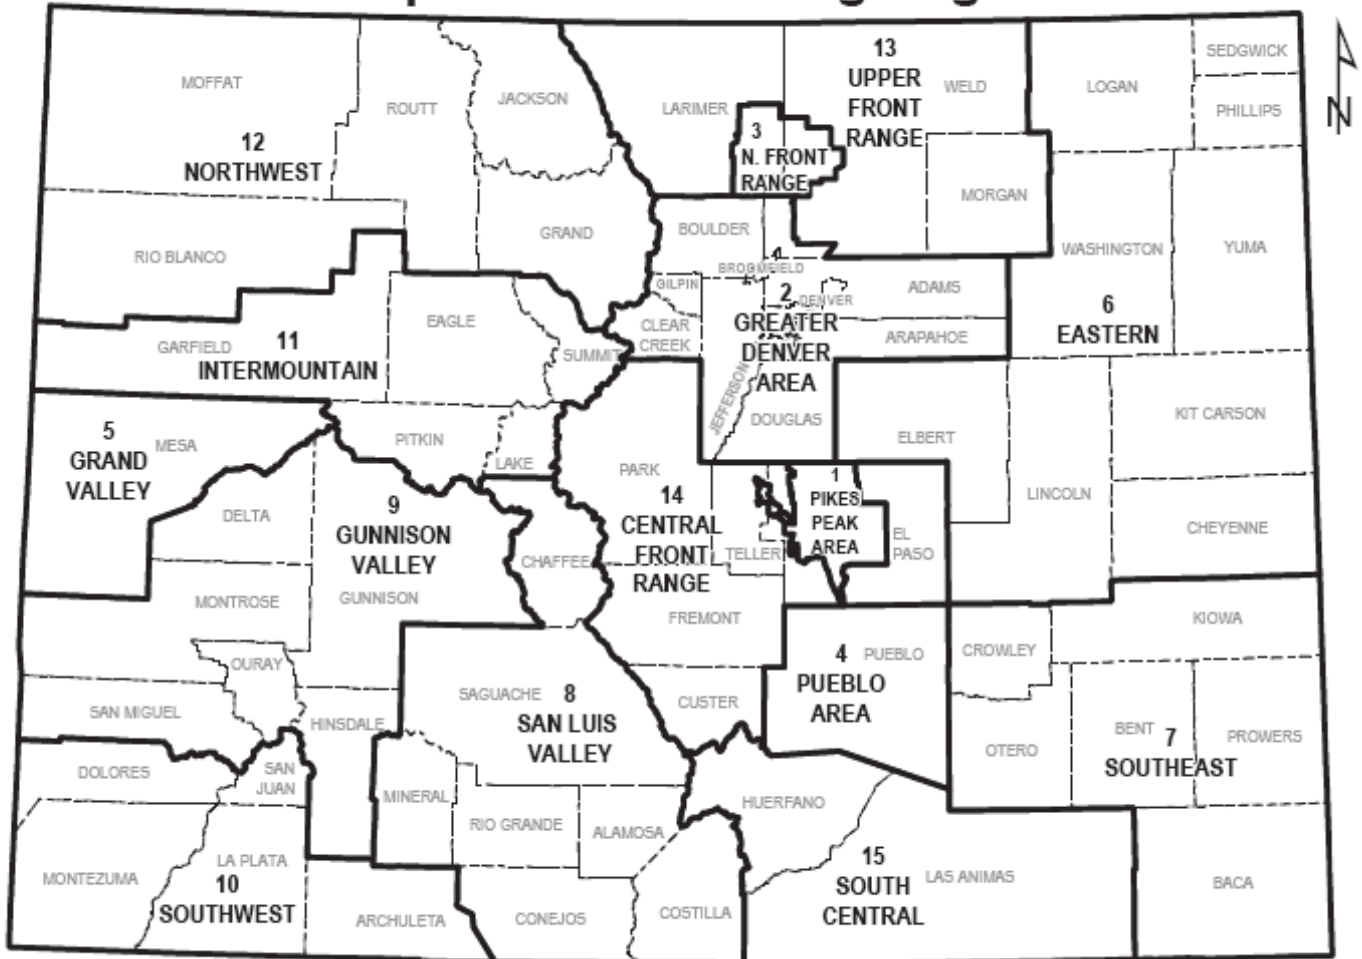 13
UPPER
FRONT
RANGE
SEDGWICK
MOFFAT
ROUTT
JACKSON
LARIMER
WELD
LOGAN
PHILLIPS
N
12
NORTHWEST
3
N. FRONT
RANGE
MORGAN
RIO BLANCO
GRAND
BOULDER
BROOMFIELD
WASHINGTON
YUMA
GILPIN
2
GREATER
DENVER
AREA
DENVER
ADAMS
6
EASTERN
GARFIELD
11
INTERMOUNTAIN
EAGLE
SUMMIT
CLEAR
CREEK
ARAPAHOE
JEFFERSON
DOUGLAS
ELBERT
KIT CARSON
5
GRAND
VALLEY
MESA
PITKIN
LAKE
PARK
14
CENTRAL
FRONT
RANGE
1
PIKES
PEAK
AREA
LINCOLN
CHEYENNE
DELTA
9
GUNNISON
VALLEY
CHAFFEE
TELLER
EL
PASO
MONTROSE
GUNNISON
FREMONT
KIOWA
OURAY
4
PUEBLO
AREA
PUEBLO
CROWLEY
SAN MIGUEL
HINSDALE
SAGUACHE
8
SAN LUIS
VALLEY
CUSTER
OTERO
BENT
7
SOUTHEAST
PROWERS
DOLORES
SAN
JUAN
MINERAL
RIO GRANDE
ALAMOSA
HUERFANO
MONTEZUMA
LA PLATA
10
SOUTHWEST
ARCHULETA
CONEJOS
COSTILLA
15
SOUTH
CENTRAL
LAS ANIMAS
BACA